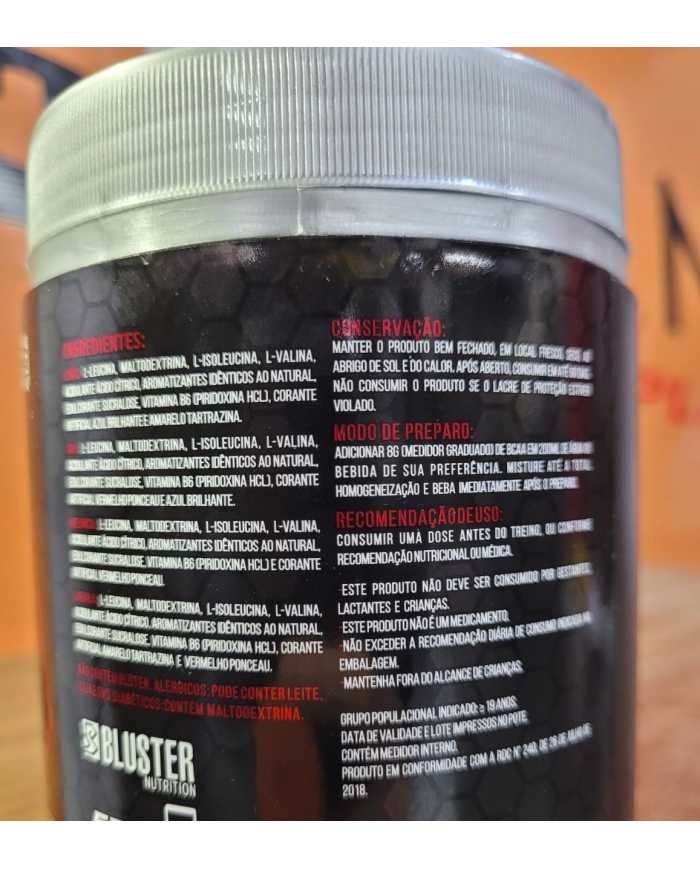 INGREDIENTES:
L-LEUCINA, MALTODEXTRINA, L-ISOLEUCINA, L-VALINA,
ACIDULANTE ÁCIDO CÍTRICO, AROMATIZANTES IDÊNTICOS AO NATURAL,
EDULCORANTE SUCRALOSE, VITAMINA B6 (PIRIDOXINA HCL), CORANTE
ARTIFICIAL AZUL BRILHANTE E AMARELO TARTRAZINA.
L-LEUCINA, MALTODEXTRINA, L-ISOLEUCINA, L-VALINA,
ACIDULANTE ÁCIDO CÍTRICO, AROMATIZANTES IDÊNTICOS AO NATURAL,
EDULCORANTE SUCRALOSE, VITAMINA B6 (PIRIDOXINA HCL), CORANTE
ARTIFICIAL VERMELHO PONCEAU E AZUL BRILHANTE.
L-LEUCINA, MALTODEXTRINA, L-ISOLEUCINA, L-VALINA,
ACIDULANTE ÁCIDO CÍTRICO, AROMATIZANTES IDÊNTICOS AO NATURAL,
EDULCORANTE SUCRALOSE, VITAMINA B6 (PIRIDOXINA HCL) E CORANTE
ARTIFICIAL VERMELHO PONCEAU.
L-LEUCINA, MALTODEXTRINA, L-ISOLEUCINA, L-VALINA,
ACIDULANTE ÁCIDO CÍTRICO, AROMATIZANTES IDÊNTICOS AO NATURAL,
EDULCORANTE SUCRALOSE, VITAMINA B6 (PIRIDOXINA HCL), CORANTE
ARTIFICIAL AMARELO TARTRAZINA E VERMELHO PONCEAU.
NÃO CONTÉM GLÚTEN. ALÉRGICOS: PODE CONTER LEITE.
DIABÉTICOS: CONTÉM MALTODEXTRINA.
BLUSTER
NUTRITION
CONSERVAÇÃO:
MANTER O PRODUTO BEM FECHADO, EM LOCAL FRESCO, SECO, AO
ABRIGO DE SOL E DO CALOR. APÓS ABERTO, CONSUMIR EM ATÉ DIAS.
NÃO CONSUMIR O PRODUTO SE O LACRE DE PROTEÇÃO ESTIVER
VIOLADO.
MODO DE PREPARO:
ADICIONAR 8G (MEDIDOR GRADUADO) DE BCAA EM 200ML DE ÁGUA OU
BEBIDA DE SUA PREFERÊNCIA. MISTURE ATÉ A TOTAL
HOMOGENEIZAÇÃO E BEBA IMEDIATAMENTE APÓS O PREPARO.
RECOMENDAÇÃO DE USO:
CONSUMIR UMA DOSE ANTES DO TREINO, OU CONFORME
RECOMENDAÇÃO NUTRICIONAL OU MÉDICA.
·ESTE PRODUTO NÃO DEVE SER CONSUMIDO POR GESTANTES,
LACTANTES E CRIANÇAS.
·ESTE PRODUTO NÃO É UM MEDICAMENTO.
·NÃO EXCEDER A RECOMENDAÇÃO DIÁRIA DE CONSUMO INDICADA NA
EMBALAGEM.
·MANTENHA FORA DO ALCANCE DE CRIANÇAS.
GRUPO POPULACIONAL INDICADO: ≥ 19 ANOS.
DATA DE VALIDADE E LOTE IMPRESSOS NO POTE.
CONTÉM MEDIDOR INTERNO.
PRODUTO EM CONFORMIDADE COM A RDC Nº 240, DE 26 DE JULHO DE
2018.